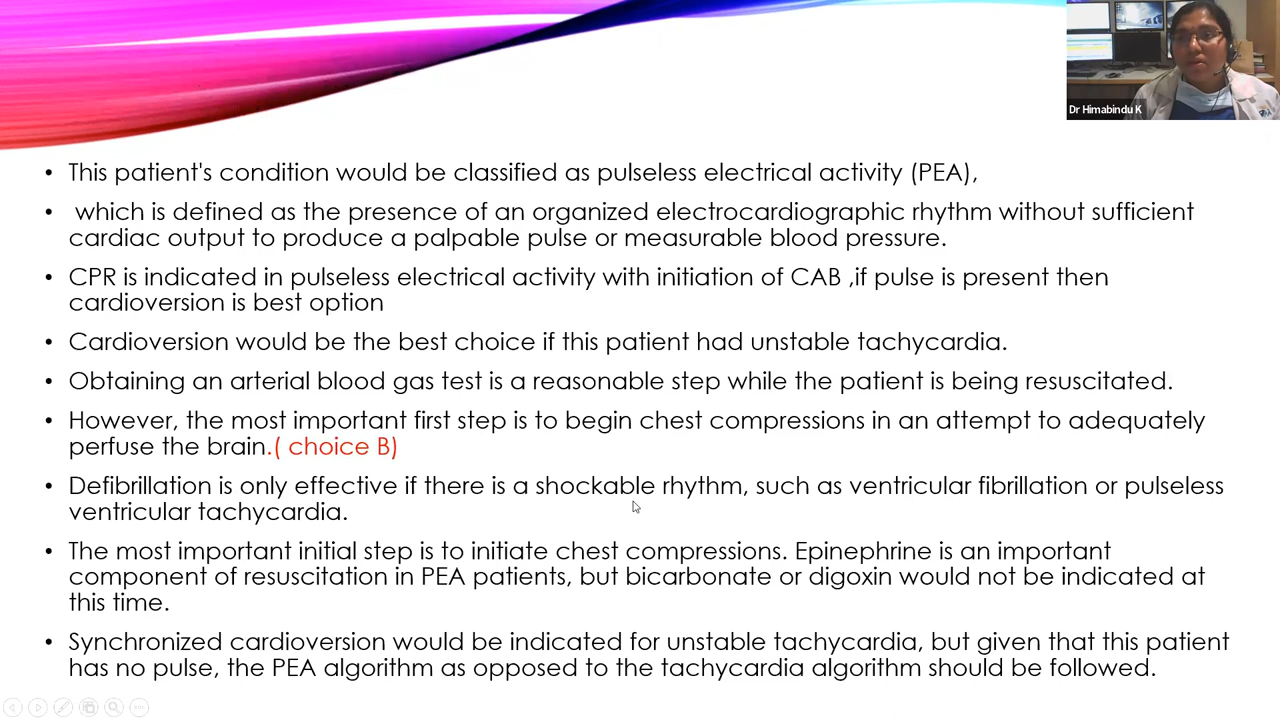 Dr Himabindu K
• This patient's condition would be classified as pulseless electrical activity (PEA),
• which is defined as the presence of an organized electrocardiographic rhythm without sufficient
cardiac output to produce a palpable pulse or measurable blood pressure.
• CPR is indicated in pulseless electrical activity with initiation of CAB ,if pulse is present then
cardioversion is best option
• Cardioversion would be the best choice if this patient had unstable tachycardia.
• Obtaining an arterial blood gas test is a reasonable step while the patient is being resuscitated.
• However, the most important first step is to begin chest compressions in an attempt to adequately
perfuse the brain.( choice B)
• Defibrillation is only effective if there is a shockable rhythm, such as ventricular fibrillation or pulseless
ventricular tachycardia.
• The most important initial step is to initiate chest compressions. Epinephrine is an important
component of resuscitation in PEA patients, but bicarbonate or digoxin would not be indicated at
this time.
• Synchronized cardioversion would be indicated for unstable tachycardia, but given that this patient
has no pulse, the PEA algorithm as opposed to the tachycardia algorithm should be followed.